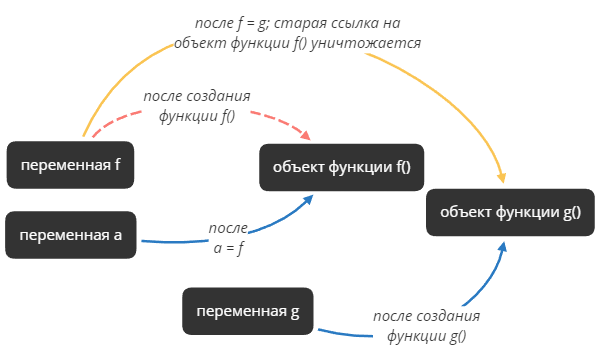 после f = g; старая ссылка на
объект функции f() уничтожается
после создания
функции f()
переменная f
объект функции f()
объект функции g()
переменная a
после
a = f
переменная g
после создания
функции g()